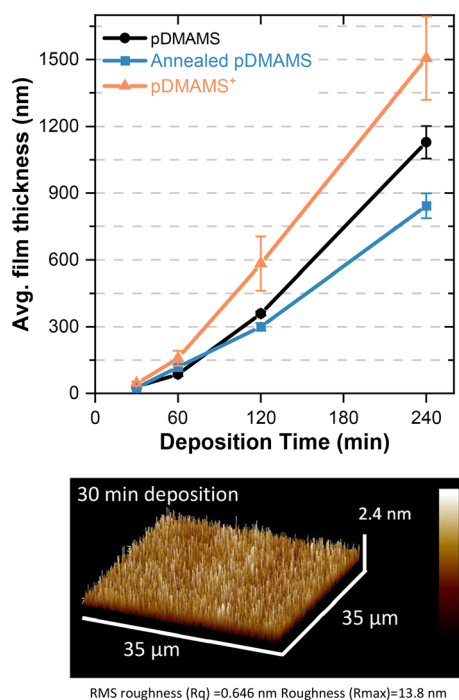 pDMAMS
Annealed pDMAMS
pDMAMS⁺
Avg. film thickness (nm)
1500
1200
900
600
300
0
0 60 120 180 240
Deposition Time (min)
30 min deposition
2.4 nm
35 µm
35 µm
RMS roughness (Rq) =0.646 nm Roughness (Rmax)=13.8 nm